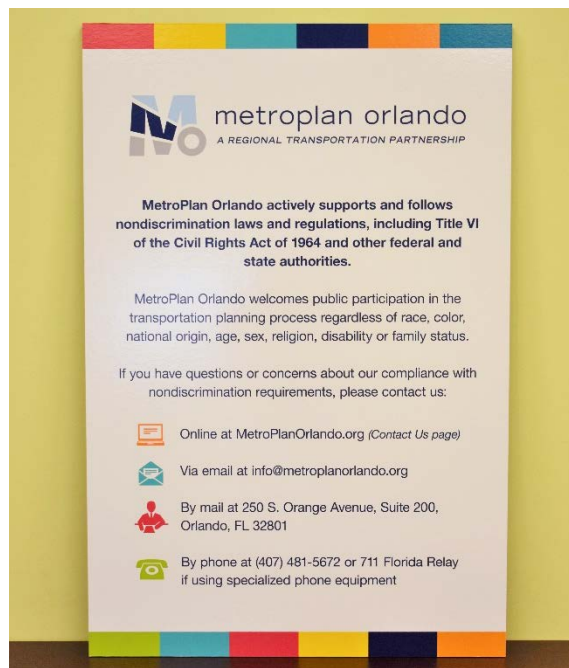 metroplan orlando
A REGIONAL TRANSPORTATION PARTNERSHIP
MetroPlan Orlando actively supports and follows
nondiscrimination laws and regulations, including Title VI
of the Civil Rights Act of 1964 and other federal and
state authorities.
MetroPlan Orlando welcomes public participation in the
transportation planning process regardless of race, color,
national origin, age, sex, religion, disability or family status.
If you have questions or concerns about our compliance with
nondiscrimination requirements, please contact us:
Online at MetroPlanOrlando.org (Contact Us page)
Via email at info@metroplanorlando.org
By mail at 250 S. Orange Avenue, Suite 200,
Orlando, FL 32801
By phone at (407) 481-5672 or 711 Florida Relay
if using specialized phone equipment